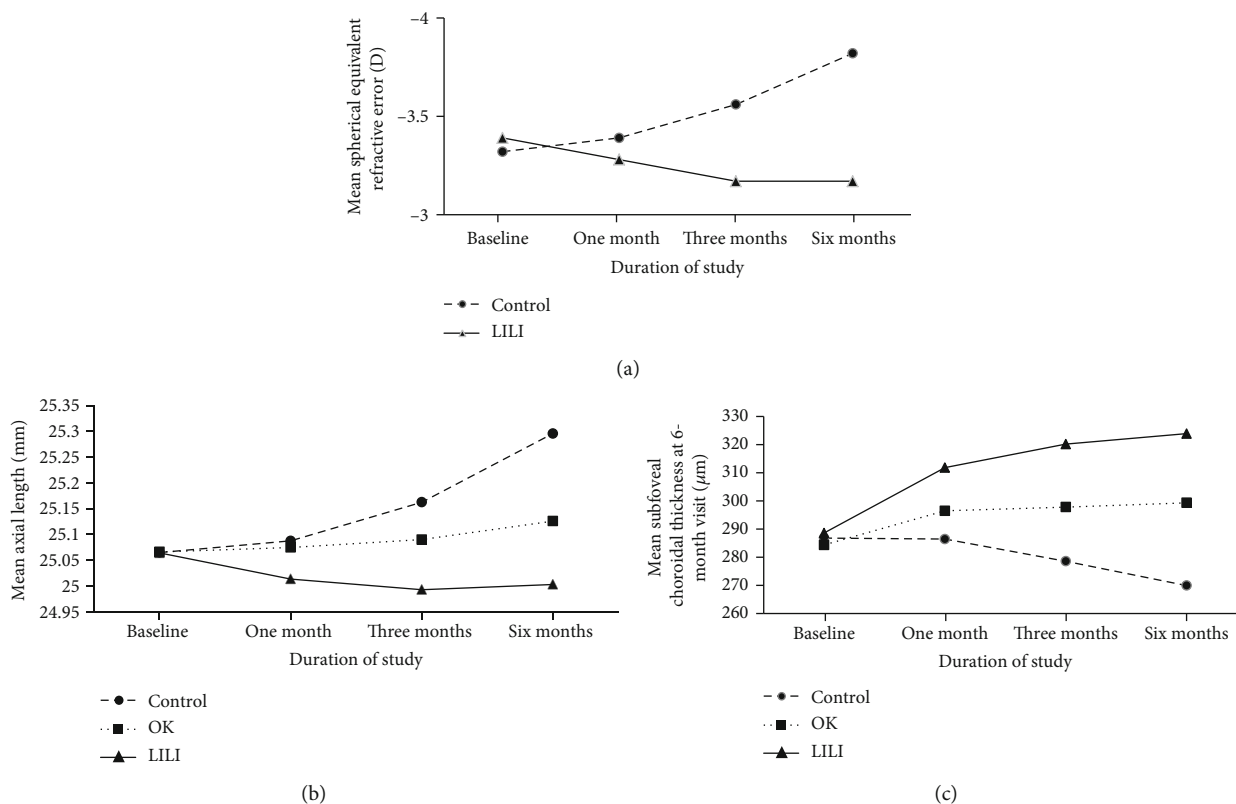 Mean spherical equivalent
refractive error (D)
–4
–3.5
–3
Baseline
One month
Three months
Six months
Duration of study
Control
LILI
(a)
Mean axial length (mm)
25.35
25.3
25.25
25.2
25.15
25.1
25.05
25
24.95
Baseline
One month
Three months
Six months
Duration of study
Control
OK
LILI
(b)
Mean subfoveal
choroidal thickness at 6-
month visit (μm)
330
320
310
300
290
280
270
260
Baseline
One month
Three months
Six months
Duration of study
Control
OK
LILI
(c)